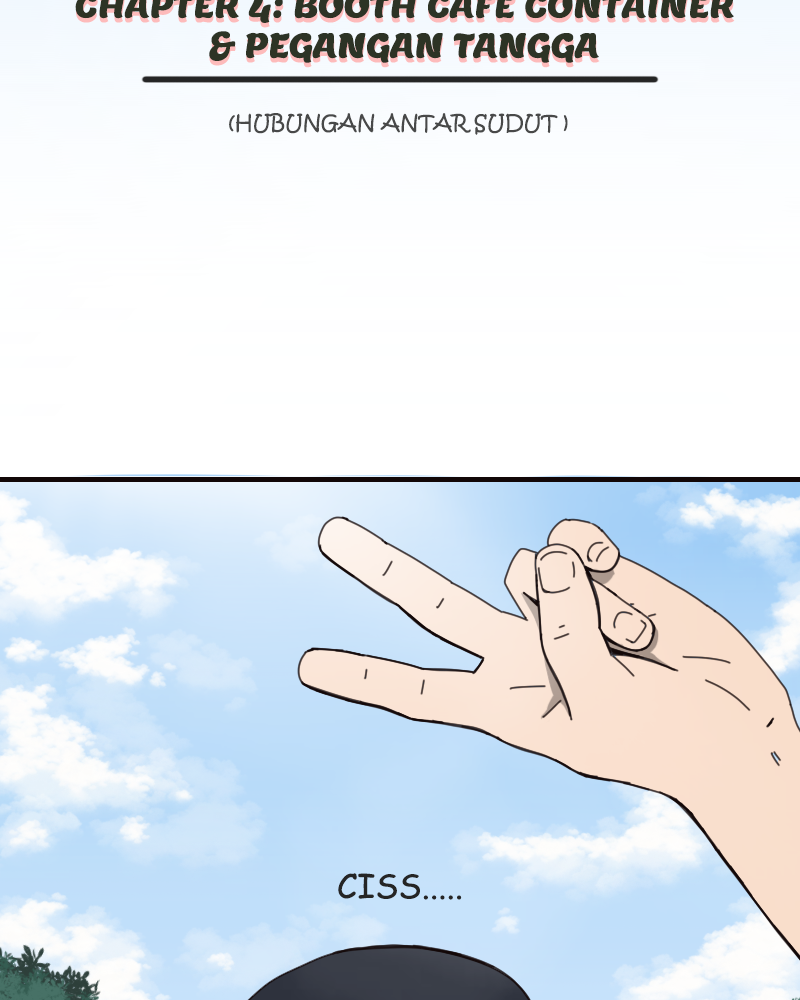 CHAPTER 4: BOOTH CAFE CONTAINER
& PEGANGAN TANGGA
(HUBUNGAN ANTAR SUDUT )
CISS.....